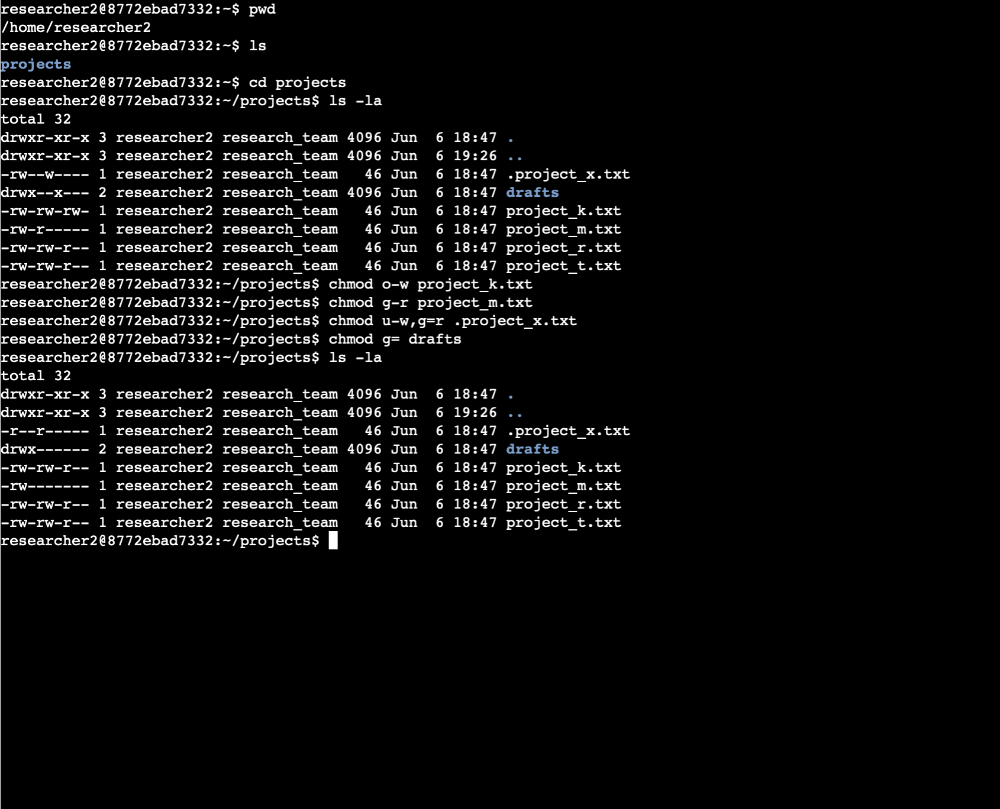 researcher2@8772ebad7332:~$ pwd
/home/researcher2
researcher2@8772ebad7332:~$ ls
projects
researcher2@8772ebad7332:~$ cd projects
researcher2@8772ebad7332:~/projects$ ls -la
total 32
drwxr-xr-x 3 researcher2 research_team 4096 Jun  6 18:47 .
drwxr-xr-x 3 researcher2 research_team 4096 Jun  6 19:26 ..
-rw--w---- 1 researcher2 research_team   46 Jun  6 18:47 .project_x.txt
drwx--x--- 2 researcher2 research_team 4096 Jun  6 18:47 drafts
-rw-rw-rw- 1 researcher2 research_team   46 Jun  6 18:47 project_k.txt
-rw-r----- 1 researcher2 research_team   46 Jun  6 18:47 project_m.txt
-rw-rw-r-- 1 researcher2 research_team   46 Jun  6 18:47 project_r.txt
-rw-rw-r-- 1 researcher2 research_team   46 Jun  6 18:47 project_t.txt
researcher2@8772ebad7332:~/projects$ chmod o-w project_k.txt
researcher2@8772ebad7332:~/projects$ chmod g-r project_m.txt
researcher2@8772ebad7332:~/projects$ chmod u-w,g=r .project_x.txt
researcher2@8772ebad7332:~/projects$ chmod g= drafts
researcher2@8772ebad7332:~/projects$ ls -la
total 32
drwxr-xr-x 3 researcher2 research_team 4096 Jun  6 18:47 .
drwxr-xr-x 3 researcher2 research_team 4096 Jun  6 19:26 ..
-r--r----- 1 researcher2 research_team   46 Jun  6 18:47 .project_x.txt
drwx------ 2 researcher2 research_team 4096 Jun  6 18:47 drafts
-rw-rw-r-- 1 researcher2 research_team   46 Jun  6 18:47 project_k.txt
-rw------- 1 researcher2 research_team   46 Jun  6 18:47 project_m.txt
-rw-rw-r-- 1 researcher2 research_team   46 Jun  6 18:47 project_r.txt
-rw-rw-r-- 1 researcher2 research_team   46 Jun  6 18:47 project_t.txt
researcher2@8772ebad7332:~/projects$